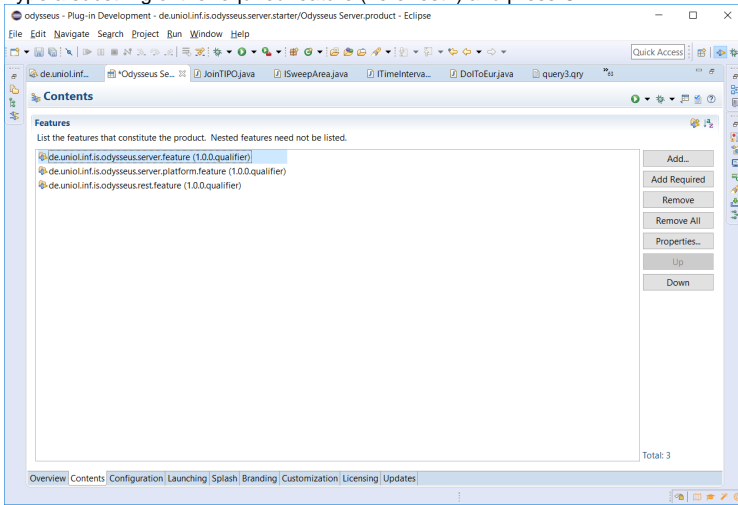 odysseus - Plug-in Development - de.uniol.inf.is.odysseus.server.starter/Odysseus Server.product - Eclipse
File Edit Navigate Search Project Run Window Help
Quick Access
de.uniol.inf... *Odysseus Se... JoinTIPO.java ISweepArea.java ITimeInterva... DolToEur.java query3.qry
Contents
Features
List the features that constitute the product. Nested features need not be listed.
de.uniol.inf.is.odysseus.server.feature (1.0.0.qualifier)
de.uniol.inf.is.odysseus.server.platform.feature (1.0.0.qualifier)
de.uniol.inf.is.odysseus.rest.feature (1.0.0.qualifier)
Add...
Add Required
Remove
Remove All
Properties...
Up
Down
Total: 3
Overview Contents Configuration Launching Splash Branding Customization Licensing Updates